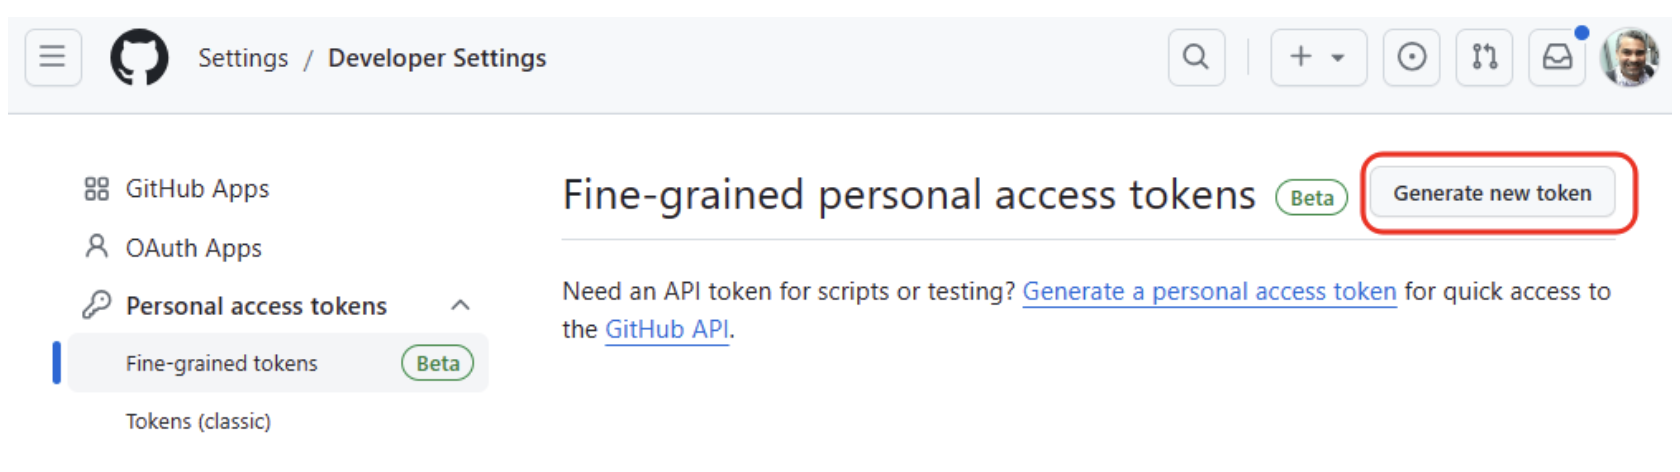 Settings / Developer Settings
GitHub Apps
OAuth Apps
Personal access tokens
Fine-grained tokens Beta
Tokens (classic)
Fine-grained personal access tokens Beta Generate new token
Need an API token for scripts or testing? Generate a personal access token for quick access to
the GitHub API.